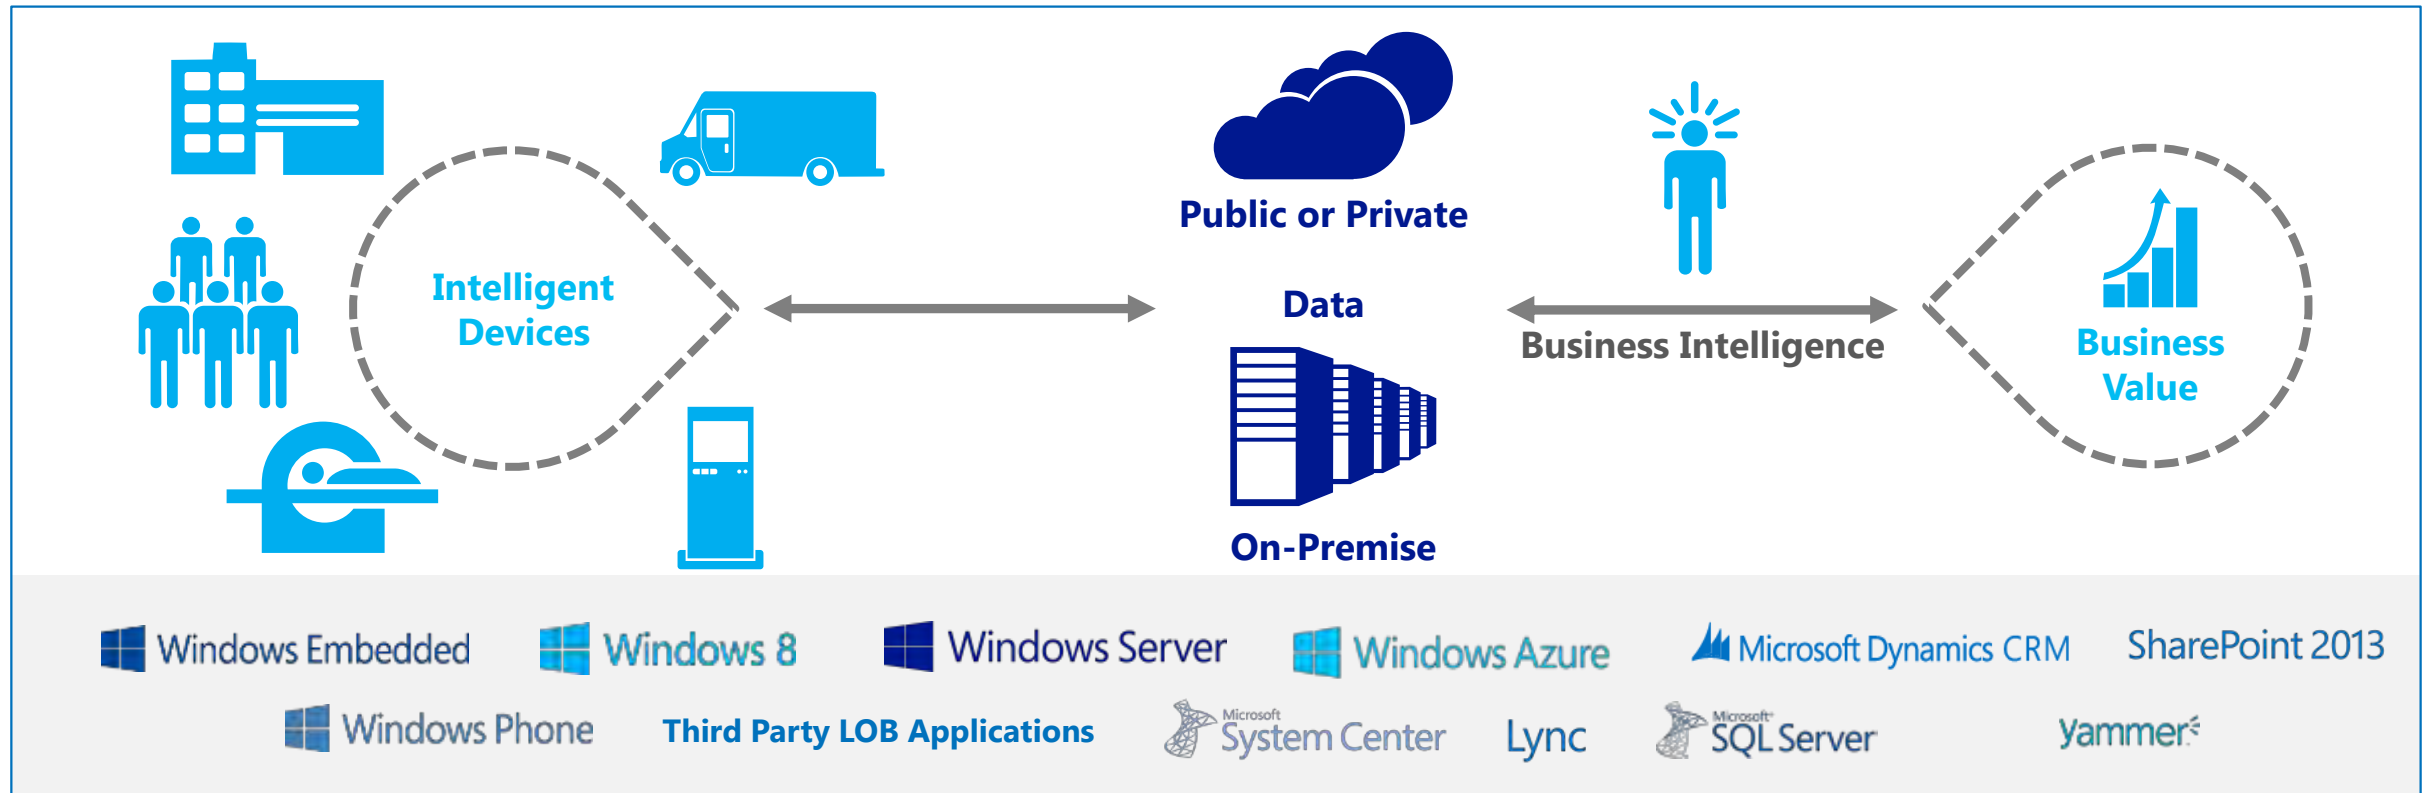 Public or Private
Intelligent
Devices
Data
Business Intelligence
Business
Value
On-Premise
Windows Embedded
Windows 8
Windows Server
Windows Azure
Microsoft Dynamics CRM
SharePoint 2013
Windows Phone
Third Party LOB Applications
Microsoft
System Center
Lync
Microsoft
SQL Server
yammer